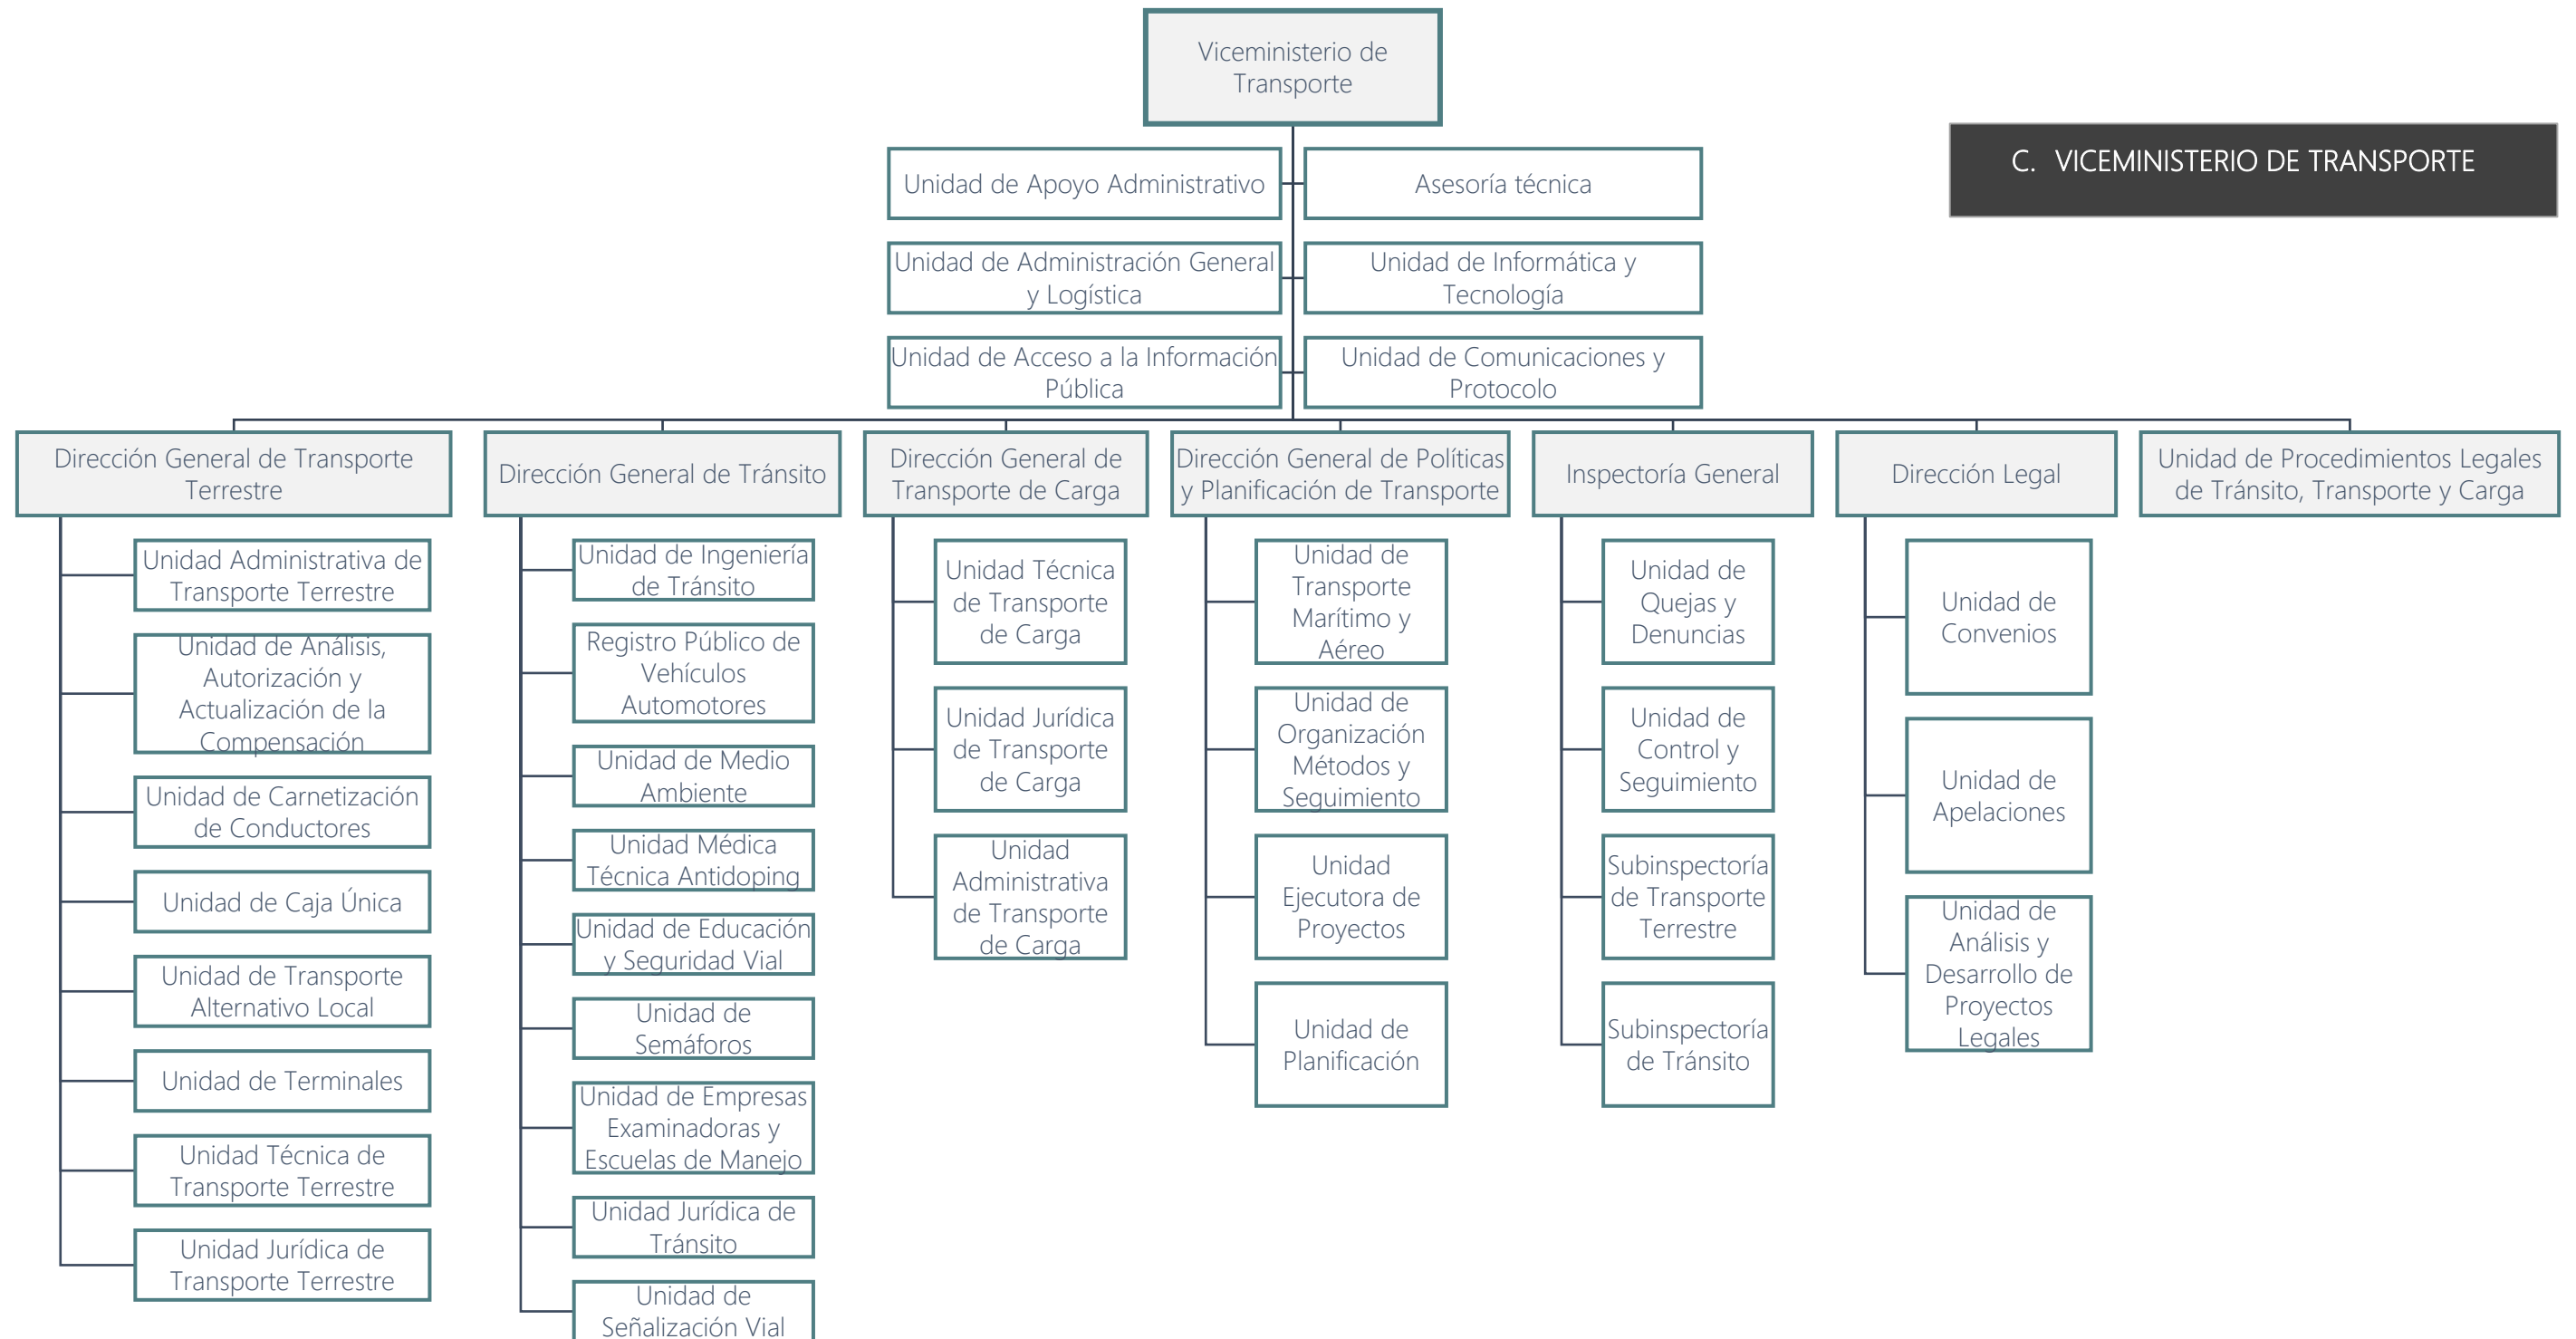 Viceministerio de
Transporte
C. VICEMINISTERIO DE TRANSPORTE
Unidad de Apoyo Administrativo
Asesoría técnica
Unidad de Administración General
y Logística
Unidad de Informática y
Tecnología
Unidad de Acceso a la Información
Pública
Unidad de Comunicaciones y
Protocolo
Dirección General de Transporte
Terrestre
Unidad Administrativa de
Transporte Terrestre
Unidad de Análisis,
Autorización y
Actualización de la
Compensación
Unidad de Carnetización
de Conductores
Unidad de Caja Única
Unidad de Transporte
Alternativo Local
Unidad de Terminales
Unidad Técnica de
Transporte Terrestre
Unidad Jurídica de
Transporte Terrestre
Dirección General de Tránsito
Unidad de Ingeniería
de Tránsito
Registro Público de
Vehículos
Automotores
Unidad de Medio
Ambiente
Unidad Médica
Técnica Antidoping
Unidad de Educación
y Seguridad Vial
Unidad de
Semáforos
Unidad de Empresas
Examinadoras y
Escuelas de Manejo
Unidad Jurídica de
Tránsito
Unidad de
Señalización Vial
Dirección General de
Transporte de Carga
Unidad Técnica
de Transporte
de Carga
Unidad Jurídica
de Transporte
de Carga
Unidad
Administrativa
de Transporte
de Carga
Dirección General de Políticas
y Planificación de Transporte
Unidad de
Transporte
Marítimo y
Aéreo
Unidad de
Organización
Métodos y
Seguimiento
Unidad
Ejecutora de
Proyectos
Unidad de
Planificación
Inspectoría General
Unidad de
Quejas y
Denuncias
Unidad de
Control y
Seguimiento
Subinspectoría
de Transporte
Terrestre
Subinspectoría
de Tránsito
Dirección Legal
Unidad de
Convenios
Unidad de
Apelaciones
Unidad de
Análisis y
Desarrollo de
Proyectos
Legales
Unidad de Procedimientos Legales
de Tránsito, Transporte y Carga